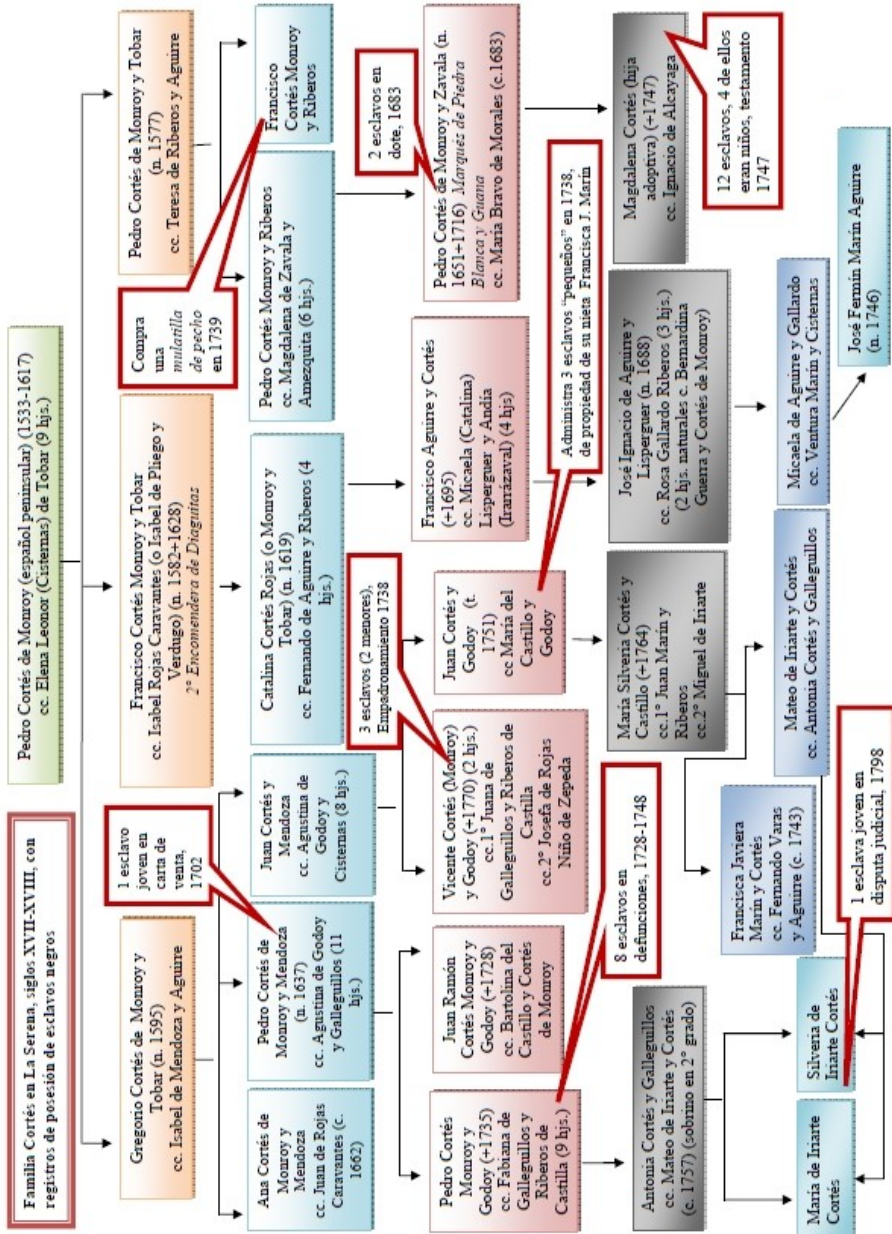 Familia Cortés en La Serena, siglos XVII-XVIII, con
registros de posesión de esclavos negros
Pedro Cortés de Monroy (español peninsular) (1533-1617)
cc. Elena Leonor (Cisternas) de Tobar (9 hjs.)
Gregorio Cortés de Monroy y
Tobar (n. 1595)
cc. Isabel de Mendoza y Aguirre
Francisco Cortés Monroy y Tobar
cc. Isabel Rojas Caravantes (o Isabel de Pliego y
Verdugo) (n. 1582+1628)
2° Encomendera de Diaguitas
Pedro Cortés de Monroy y Tobar
(n. 1577)
cc. Teresa de Riberos y Aguirre
1 esclavo
joven en
carta de
venta,
1702
Compra
una
mulatilla
de pecho
en 1739
Ana Cortés de
Monroy y
Mendoza
cc. Juan de Rojas
Caravantes (c.
1662)
Pedro Cortés de
Monroy y Mendoza
(n. 1637)
cc. Agustina de Godoy
y Galleguillos (11
hjs.)
Juan Cortés y
Mendoza
cc. Agustina de
Godoy y
Cisternas (8 hjs.)
Catalina Cortés Rojas (o Monroy y
Tobar) (n. 1619)
cc. Fernando de Aguirre y Riberos (4
hjs.)
Pedro Cortés Monroy y Riberos
cc. Magdalena de Zavala y
Amezquita (6 hjs.)
Francisco
Cortés Monroy
y Riberos
3 esclavos (2 menores),
Empadronamiento 1738
2 esclavos en
dote, 1683
Pedro Cortés
Monroy y
Godoy (+1735)
cc. Fabiana de
Galleguillos y
Riberos de
Castilla (9 hjs.)
Juan Ramón
Cortés Monroy y
Godoy (+1728)
cc. Bartolina del
Castillo y Cortés
de Monroy
Vicente Cortés (Monroy)
y Godoy (+1770) (2 hjs.)
cc.1° Juana de
Galleguillos y Riberos de
Castilla
cc.2° Josefa de Rojas
Niño de Zepeda
Juan Cortés y
Godoy (t.
1751)
cc María del
Castillo y
Godoy
Francisco Aguirre y Cortés
(+1695)
cc. Micaela (Catalina)
Lisperguer y Andía
(Irarrázaval) (4 hjs)
Pedro Cortés de Monroy y Zavala (n.
1651+1716) Marqués de Piedra
Blanca y Guana
cc. María Bravo de Morales (c.1683)
8 esclavos en
defunciones, 1728-1748
Administra 3 esclavos "pequeños" en 1738,
de propiedad de su nieta Francisca J. Marín
Antonia Cortés y Galleguillos
cc. Mateo de Iriarte y Cortés
(c. 1757) (sobrino en 2° grado)
María Silveria Cortés y
Castillo (+1764)
cc.1° Juan Marín y
Riberos
cc.2° Miguel de Iriarte
José Ignacio de Aguirre y
Lisperguer (n. 1688)
cc. Rosa Gallardo Riberos (3 hjs.)
(2 hjs. naturales c. Bernardina
Guerra y Cortés de Monroy)
Magdalena Cortés (hija
adoptiva) (+1747)
cc. Ignacio de Alcayaga
12 esclavos, 4 de ellos
eran niños, testamento
1747
Francisca Javiera
Marín y Cortés
cc. Fernando Varas
y Aguirre (c. 1743)
Mateo de Iriarte y Cortés
cc. Antonia Cortés y Galleguillos
Micaela de Aguirre y Gallardo
cc. Ventura Marín y Cisternas
María de Iriarte
Cortés
Silveria de
Iriarte Cortés
1 esclava joven en
disputa judicial, 1798
José Fermín Marín Aguirre
(n. 1746)